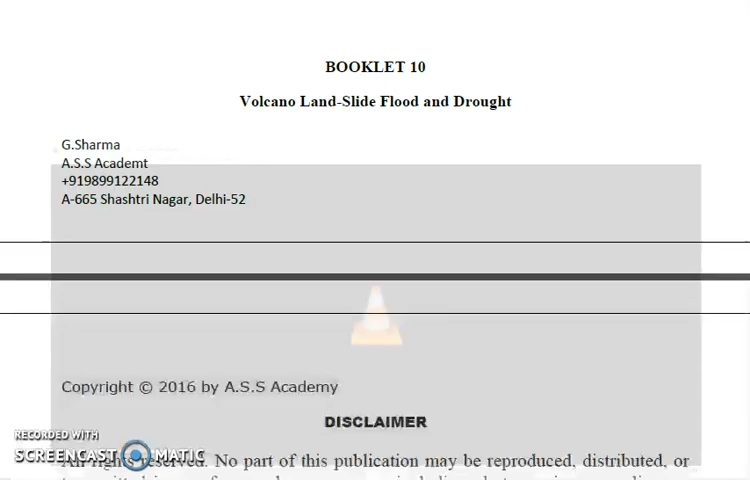 BOOKLET 10
Volcano Land-Slide Flood and Drought
G.Sharma
A.S.S Academt
+919899122148
A-665 Shashtri Nagar, Delhi-52
Copyright © 2016 by A.S.S Academy
DISCLAIMER
RECORDED WITH
SCREENCAST MATIC
All rights reserved. No part of this publication may be reproduced, distributed, or